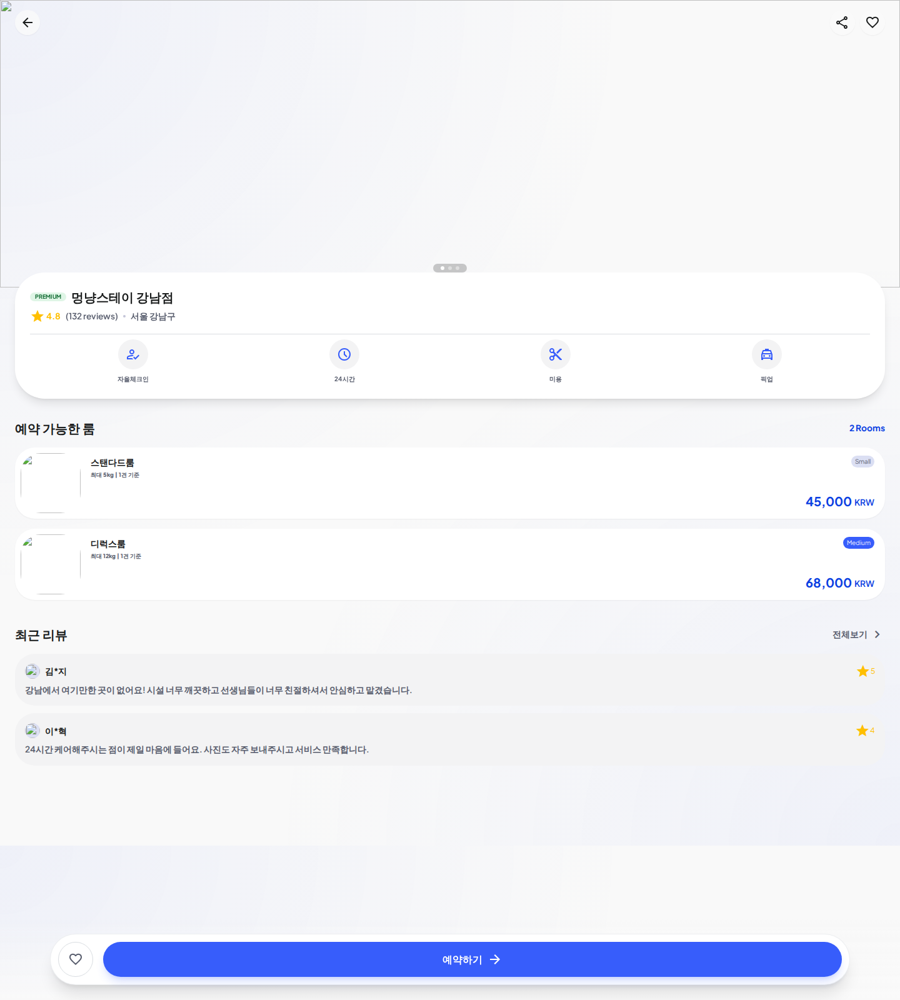 PREMIUM 멍냥스테이 강남점
4.8 (132 reviews) • 서울 강남구
자율체크인 24시간 미용 픽업
예약 가능한 룸 2 Rooms
스탠다드룸 Small
최대 5kg | 1견 기준
45,000 KRW
디럭스룸 Medium
최대 12kg | 1견 기준
68,000 KRW
최근 리뷰 전체보기
김*지 5
강남에서 여기만한 곳이 없어요! 시설 너무 깨끗하고 선생님들이 너무 친절하셔서 안심하고 맡겼습니다.
이*혁 4
24시간 케어해주시는 점이 제일 마음에 들어요. 사진도 자주 보내주시고 서비스 만족합니다.
예약하기